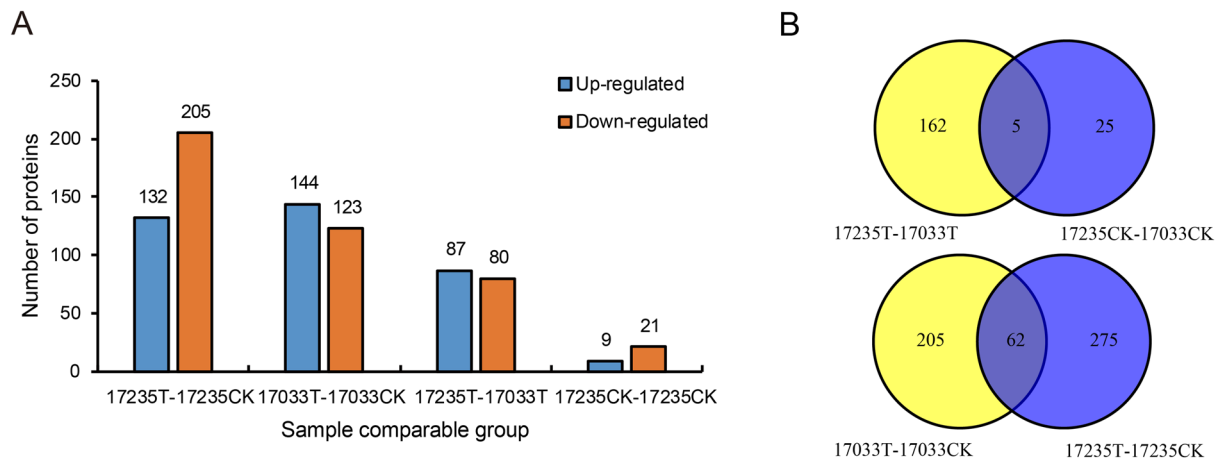 A
B
Up-regulated
Down-regulated
Number of proteins
250
200
150
100
50
0
132
205
144
123
87
80
9
21
17235T-17235CK
17033T-17033CK
17235T-17033T
17235CK-17235CK
Sample comparable group
162
5
25
17235T-17033T
17235CK-17033CK
205
62
275
17033T-17033CK
17235T-17235CK